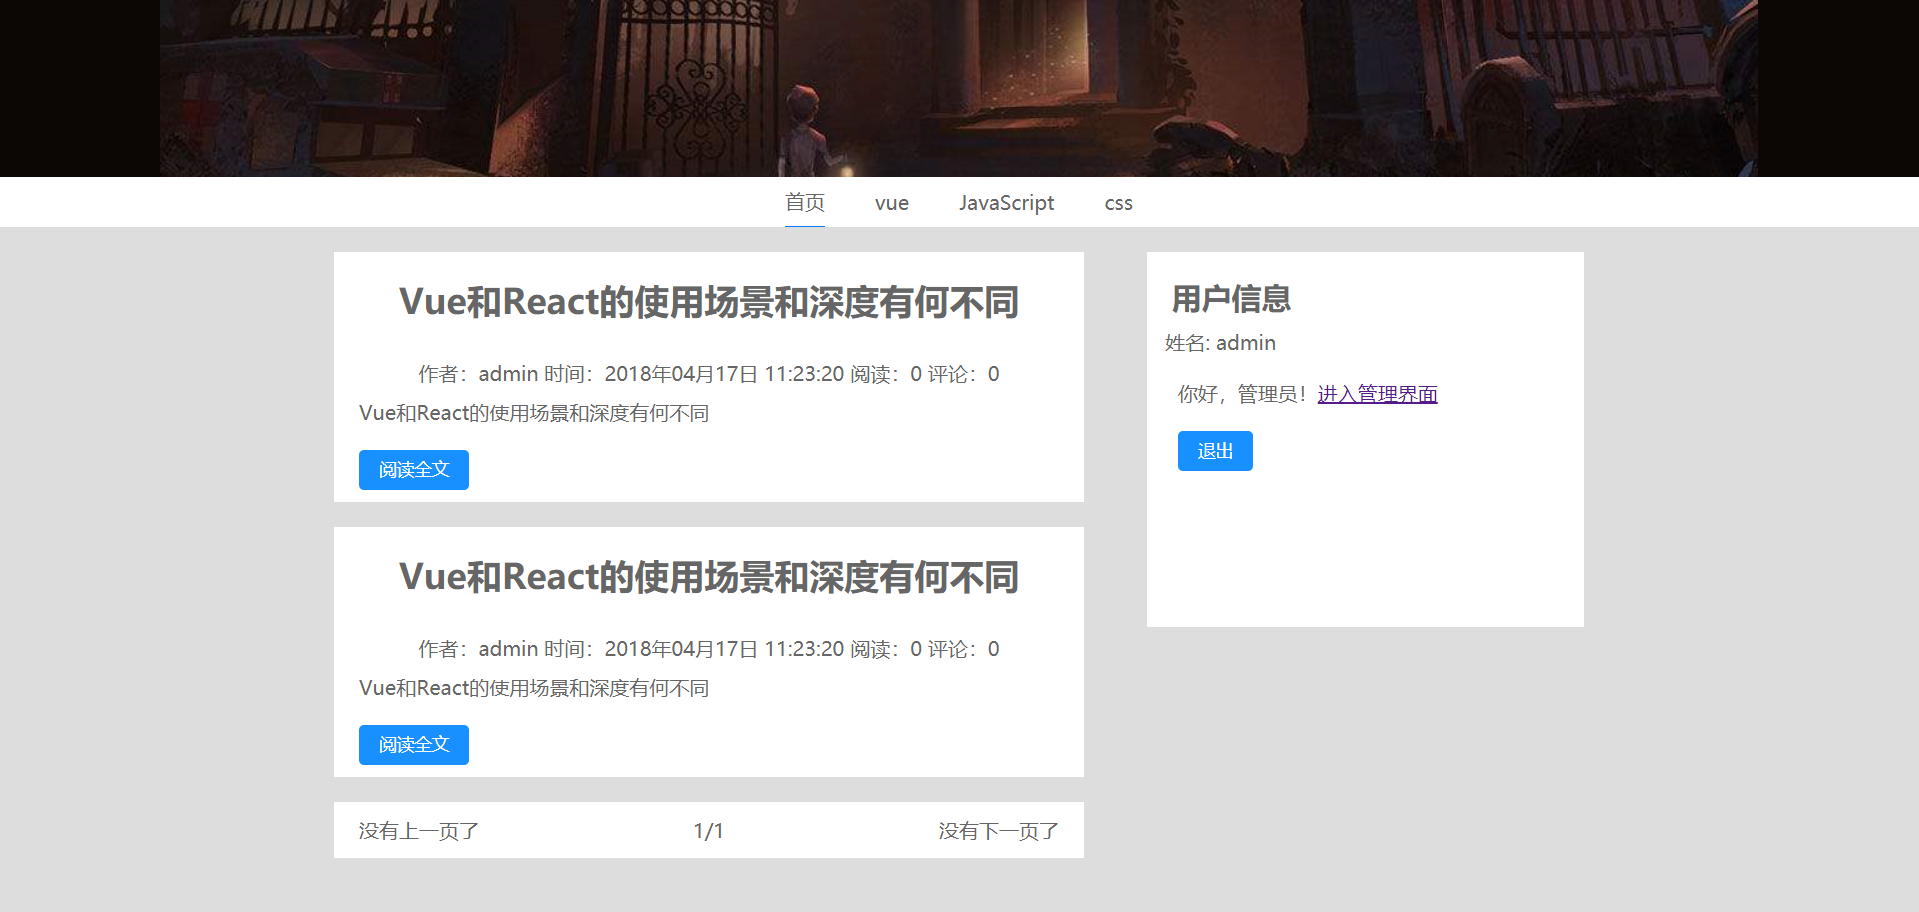 首页 vue JavaScript css
Vue和React的使用场景和深度有何不同
作者：admin 时间：2018年04月17日 11:23:20 阅读：0 评论：0
Vue和React的使用场景和深度有何不同
阅读全文
Vue和React的使用场景和深度有何不同
作者：admin 时间：2018年04月17日 11:23:20 阅读：0 评论：0
Vue和React的使用场景和深度有何不同
阅读全文
没有上一页了 1/1 没有下一页了
用户信息
姓名: admin
你好，管理员！进入管理界面
退出